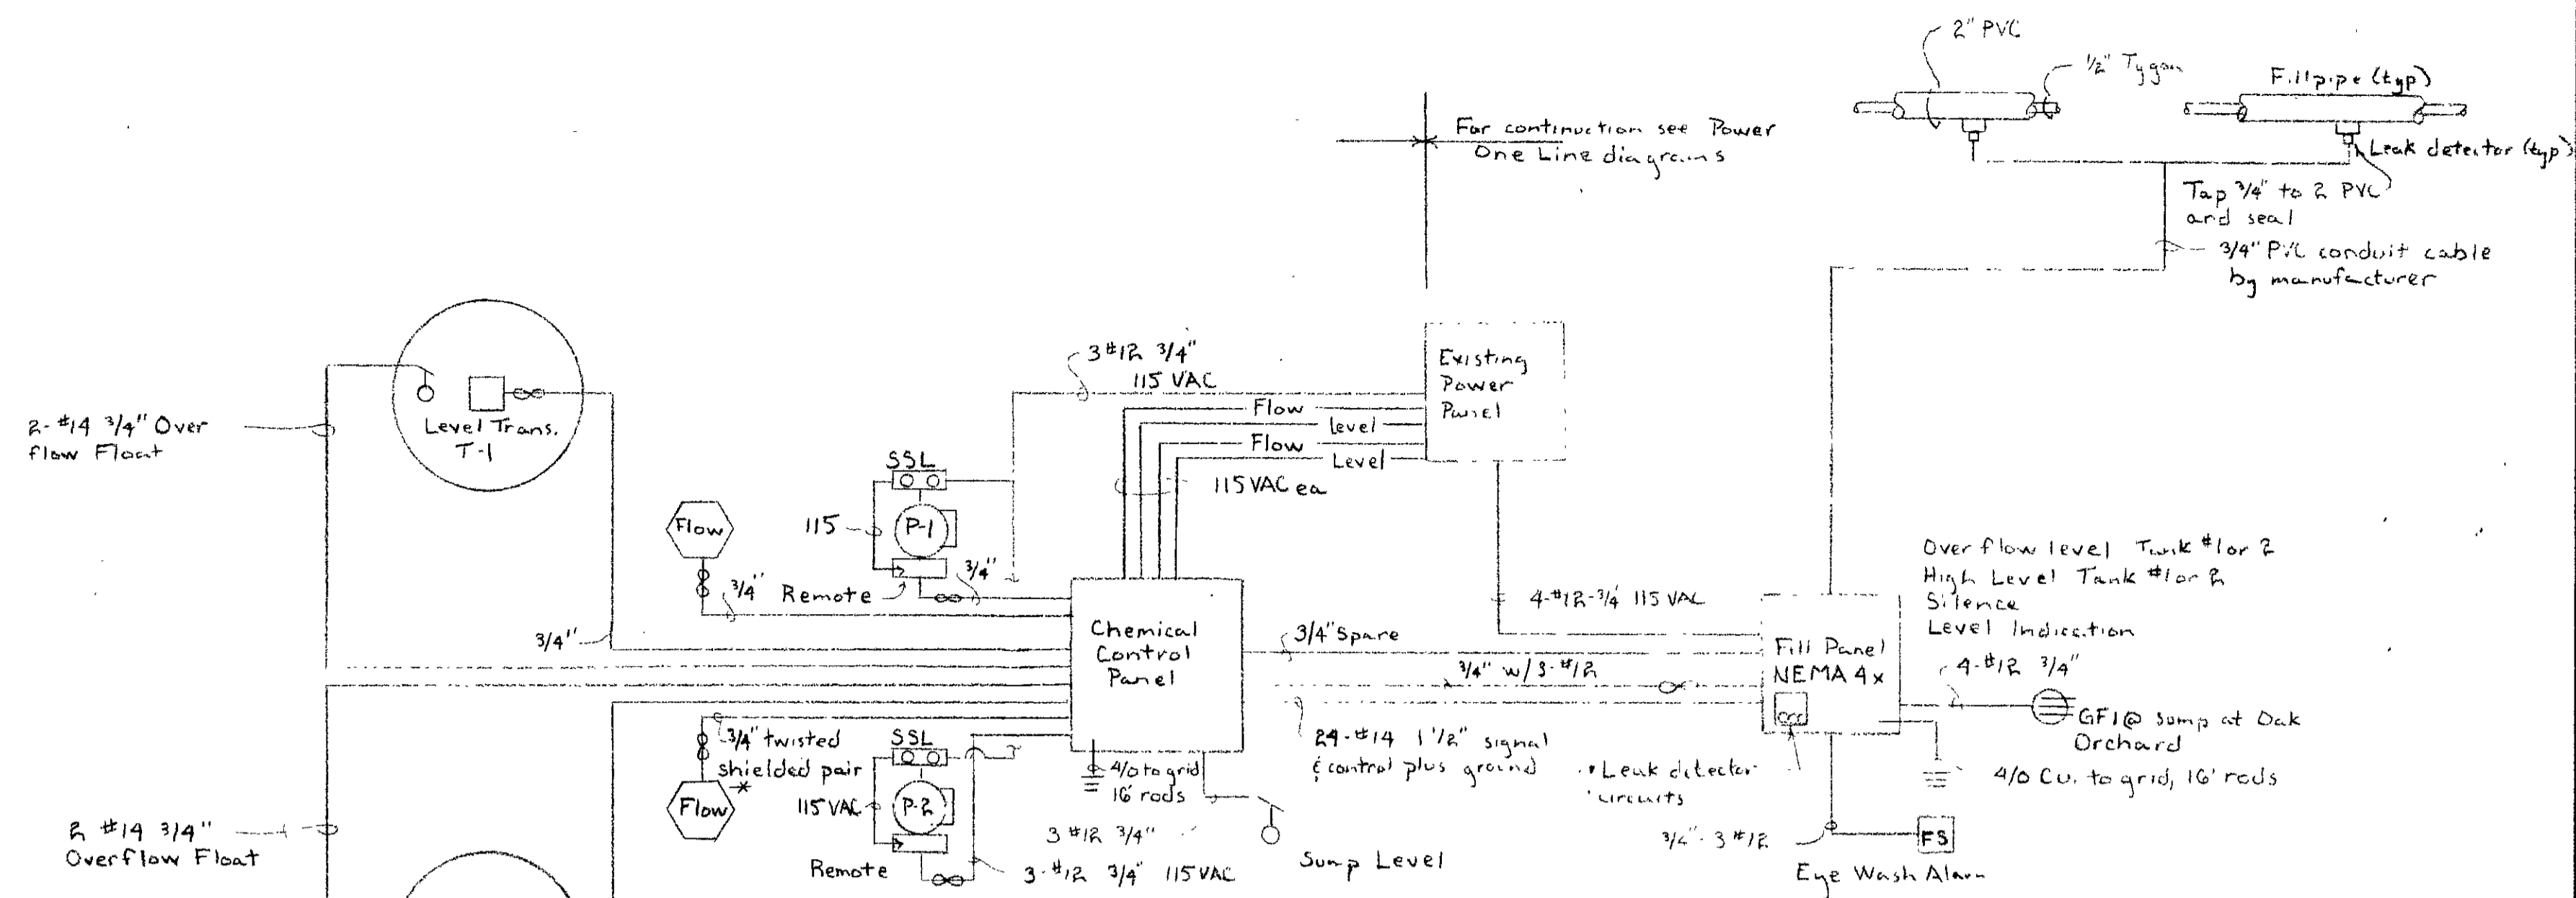 2" PVC
1/2" Tygon
Fillpipe (typ)
For continuction see Power
One Line diagrams
Leak detector (typ)
Tap 3/4" to 2 PVC
and seal
3/4" PVC conduit cable
by manufacturer
3 #12 3/4"
115 VAC
Existing
Power
Panel
Flow
Level
Flow
Level
115 VAC ea
2-#14 3/4" Over
flow Float
Level Trans.
T-1
SSL
Flow
115
P-1
3/4"
3/4"
Remote
3/4"
Chemical
Control
Panel
3/4" Spare
4-#12-3/4 115 VAC
Overflow level Tank #1 or 2
High Level Tank #1 or 2
Silence
Level Indication
Fill Panel
NEMA 4x
3/4" w/ 3-#12
4-#12 3/4"
GFI @ Sump at Oak
Orchard
24-#14 1 1/2" signal
& control plus ground
Leak detector
circuits
4/0 Cu. to grid, 16' rods
3/4" twisted
shielded pair
*
SSL
Flow
115 VAC
P-2
4/0 to grid
16' rods
3 #12 3/4"
3-#12 3/4" 115 VAC
Remote
Sump Level
2 #14 3/4"
Overflow Float
3/4"-3 #12
FS
Eye Wash Alarm